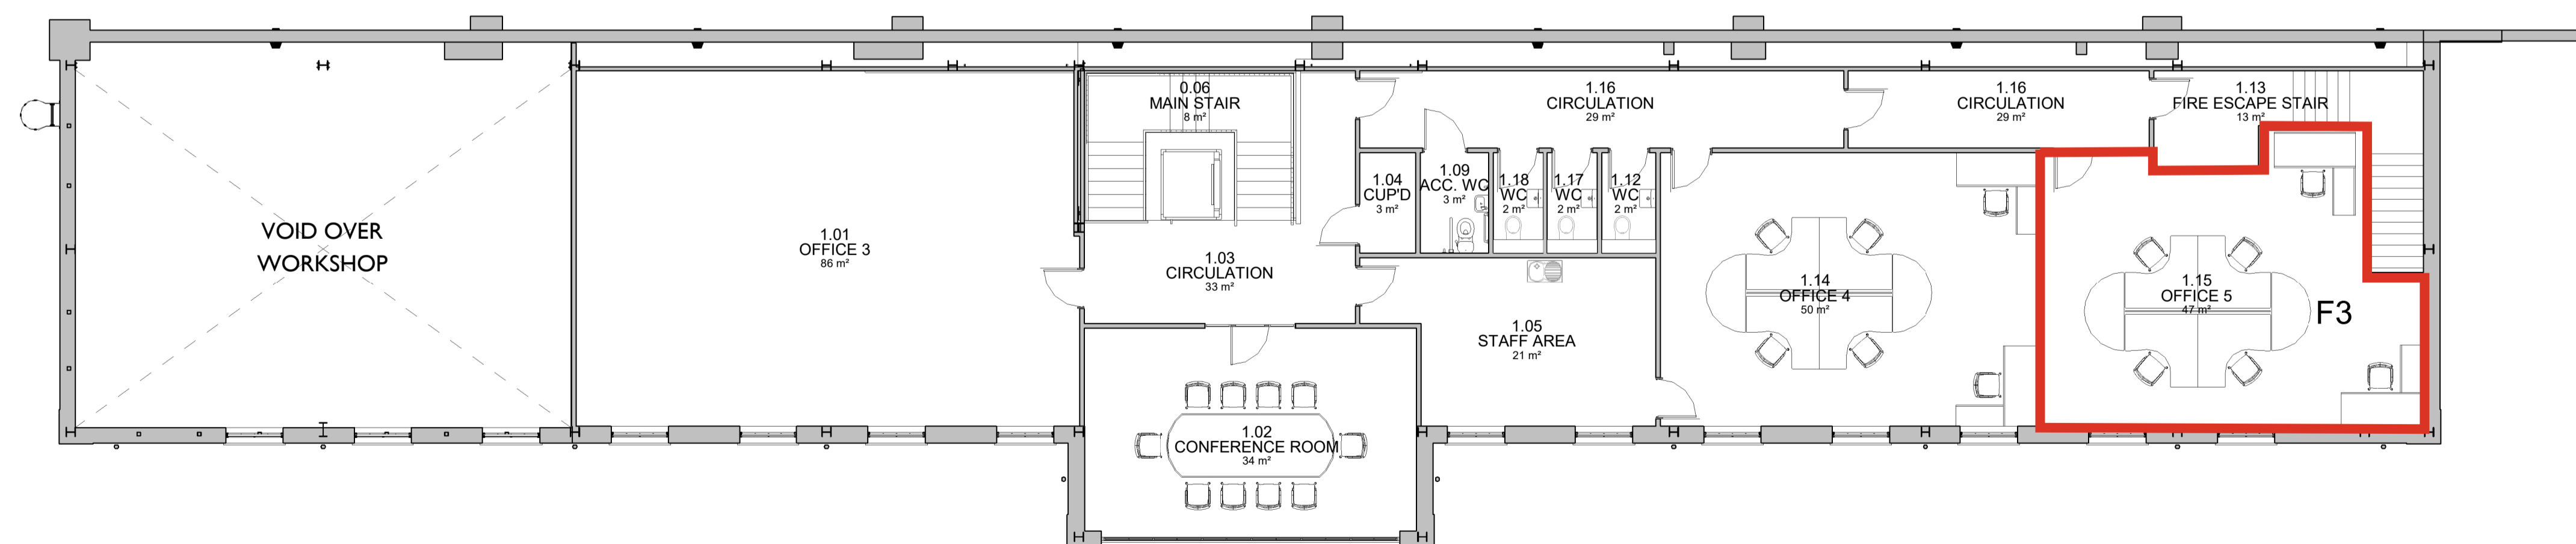 VOID OVER
WORKSHOP
1.01
OFFICE 3
86 m²
0.06
MAIN STAIR
8 m²
1.03
CIRCULATION
33 m²
1.02
CONFERENCE ROOM
34 m²
1.04
CUP'D
3 m²
1.09
ACC. WC
3 m²
1.18
WC
2 m²
1.17
WC
2 m²
1.12
WC
2 m²
1.16
CIRCULATION
29 m²
1.05
STAFF AREA
21 m²
1.14
OFFICE 4
50 m²
1.16
CIRCULATION
29 m²
1.13
FIRE ESCAPE STAIR
13 m²
1.15
OFFICE 5
47 m²
F3